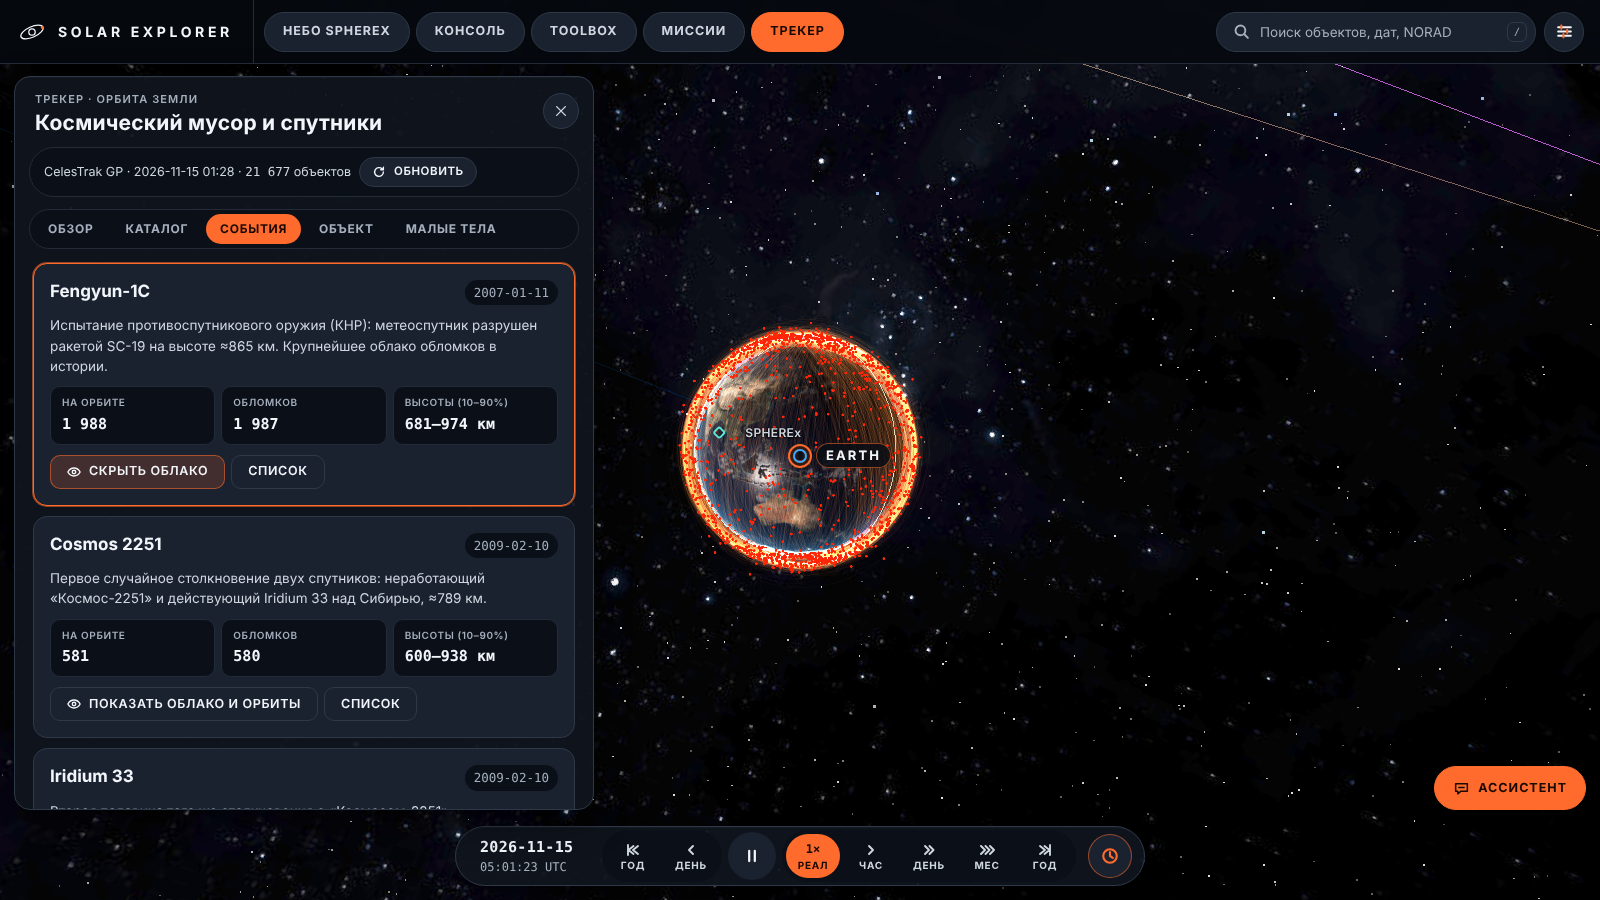 SOLAR EXPLORER
НЕБО SPHEREX
КОНСОЛЬ
TOOLBOX
МИССИИ
ТРЕКЕР
Поиск объектов, дат, NORAD
/
ТРЕКЕР · ОРБИТА ЗЕМЛИ
Космический мусор и спутники
CelesTrak GP · 2026-11-15 01:28 · 21 677 объектов
ОБНОВИТЬ
ОБЗОР
КАТАЛОГ
СОБЫТИЯ
ОБЪЕКТ
МАЛЫЕ ТЕЛА
Fengyun-1C
2007-01-11
Испытание противоспутникового оружия (КНР): метеоспутник разрушен
ракетой SC-19 на высоте ≈865 км. Крупнейшее облако обломков в
истории.
НА ОРБИТЕ
1 988
ОБЛОМКОВ
1 987
ВЫСОТЫ (10–90%)
681–974 км
СКРЫТЬ ОБЛАКО
СПИСОК
Cosmos 2251
2009-02-10
Первое случайное столкновение двух спутников: неработающий
«Космос-2251» и действующий Iridium 33 над Сибирью, ≈789 км.
НА ОРБИТЕ
581
ОБЛОМКОВ
580
ВЫСОТЫ (10–90%)
600–938 км
ПОКАЗАТЬ ОБЛАКО И ОРБИТЫ
СПИСОК
Iridium 33
2009-02-10
SPHEREx
EARTH
АССИСТЕНТ
2026-11-15
05:01:23 UTC
ГОД
ДЕНЬ
1×
РЕАЛ
ЧАС
ДЕНЬ
МЕС
ГОД